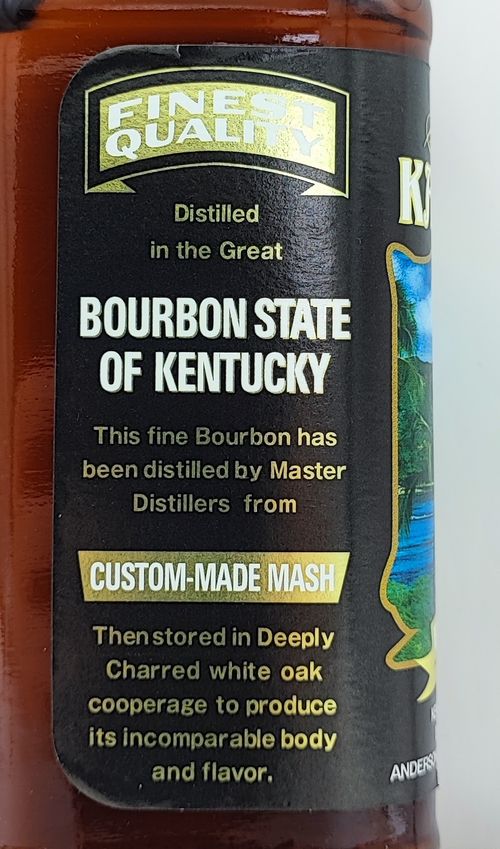 FINEST
QUALITY
Distilled
in the Great
BOURBON STATE
OF KENTUCKY
This fine Bourbon has
been distilled by Master
Distillers from
CUSTOM-MADE MASH
Then stored in Deeply
Charred white oak
cooperage to produce
its incomparable body
and flavor.